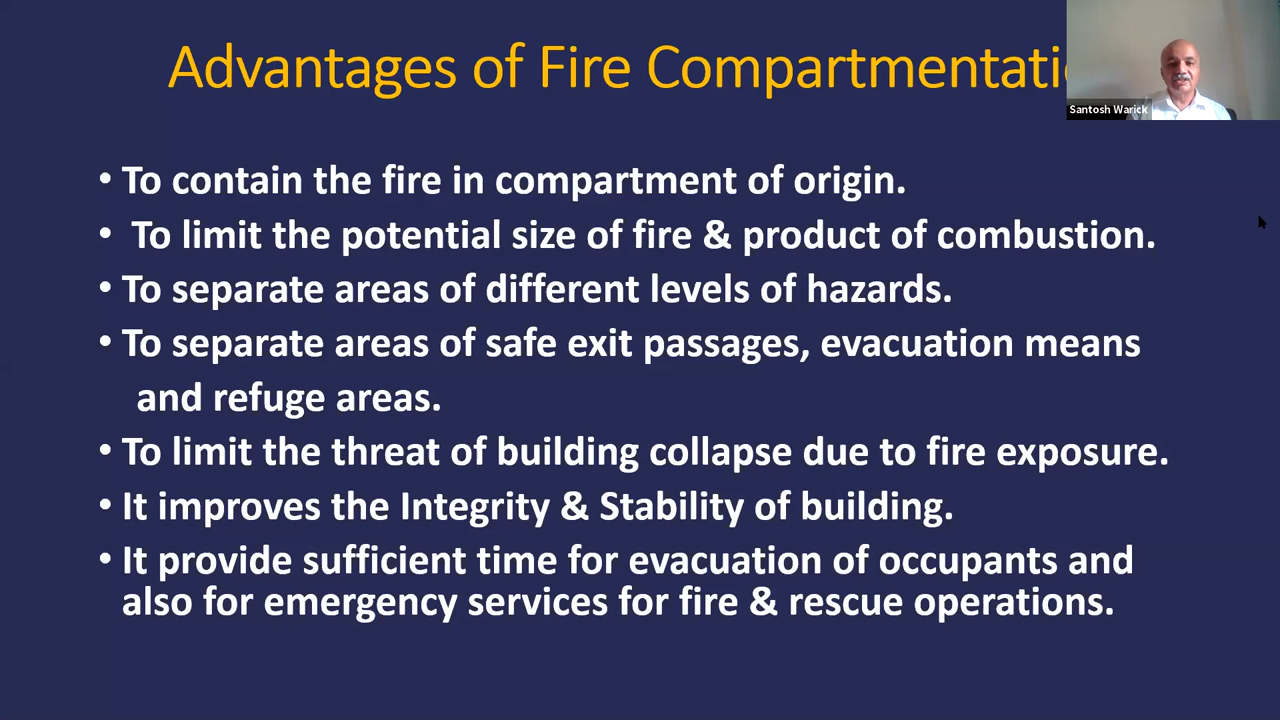 Advantages of Fire Compartmentati
Santosh Warick
• To contain the fire in compartment of origin.
• To limit the potential size of fire & product of combustion.
• To separate areas of different levels of hazards.
• To separate areas of safe exit passages, evacuation means
and refuge areas.
• To limit the threat of building collapse due to fire exposure.
• It improves the Integrity & Stability of building.
• It provide sufficient time for evacuation of occupants and
also for emergency services for fire & rescue operations.